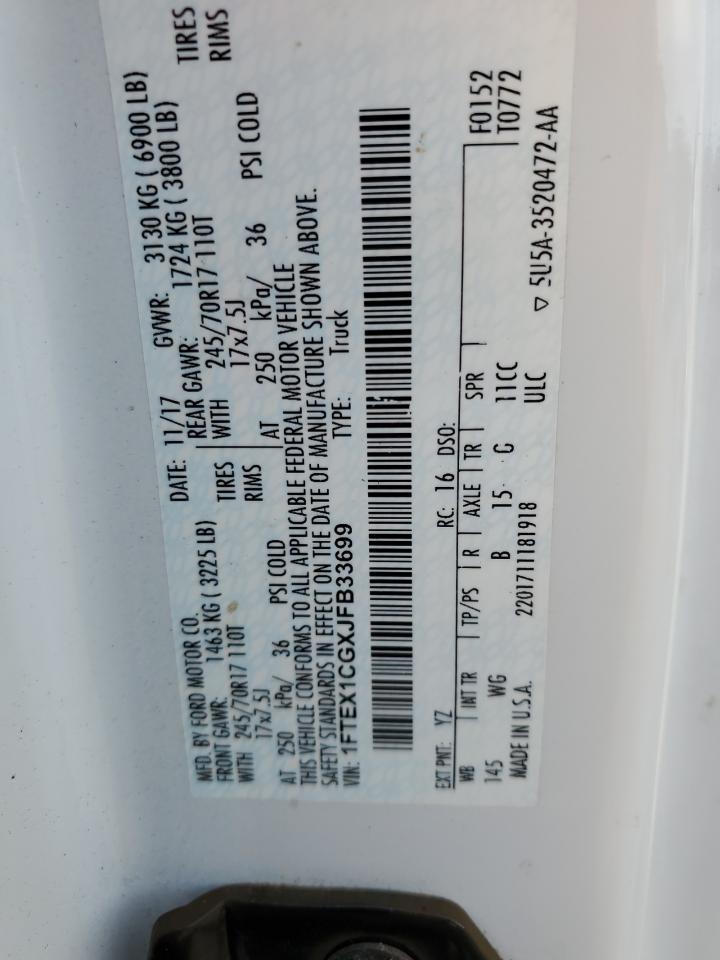 MFD. BY FORD MOTOR CO.
DATE: 11/17 GVWR: 3130 KG ( 6900 LB)
FRONT GAWR: 1463 KG ( 3225 LB) REAR GAWR: 1724 KG ( 3800 LB)
WITH 245/70R17 110T TIRES WITH 245/70R17 110T TIRES
17x7.5J RIMS 17x7.5J RIMS
AT 250 kPa/ 36 PSI COLD AT 250 kPa/ 36 PSI COLD
THIS VEHICLE CONFORMS TO ALL APPLICABLE FEDERAL MOTOR VEHICLE
SAFETY STANDARDS IN EFFECT ON THE DATE OF MANUFACTURE SHOWN ABOVE.
VIN: 1FTEX1CGXJFB33699 TYPE: Truck
EXT PNT: YZ RC: 16 DSO: F0152
WB INT TR TP/PS R AXLE TR SPR T0772
145 WG B 15 G 11CC
MADE IN U.S.A. 2201711181918 ULC
▽ 5U5A-3520472-AA